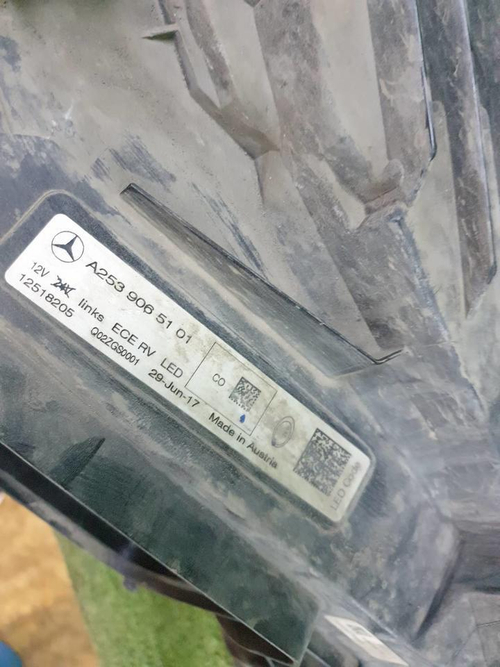 A253 906 51 01
12V links ECE RV LED
12518205 Q02ZGS0001 29-Jun-17 Made in Austria
CO
LED Code